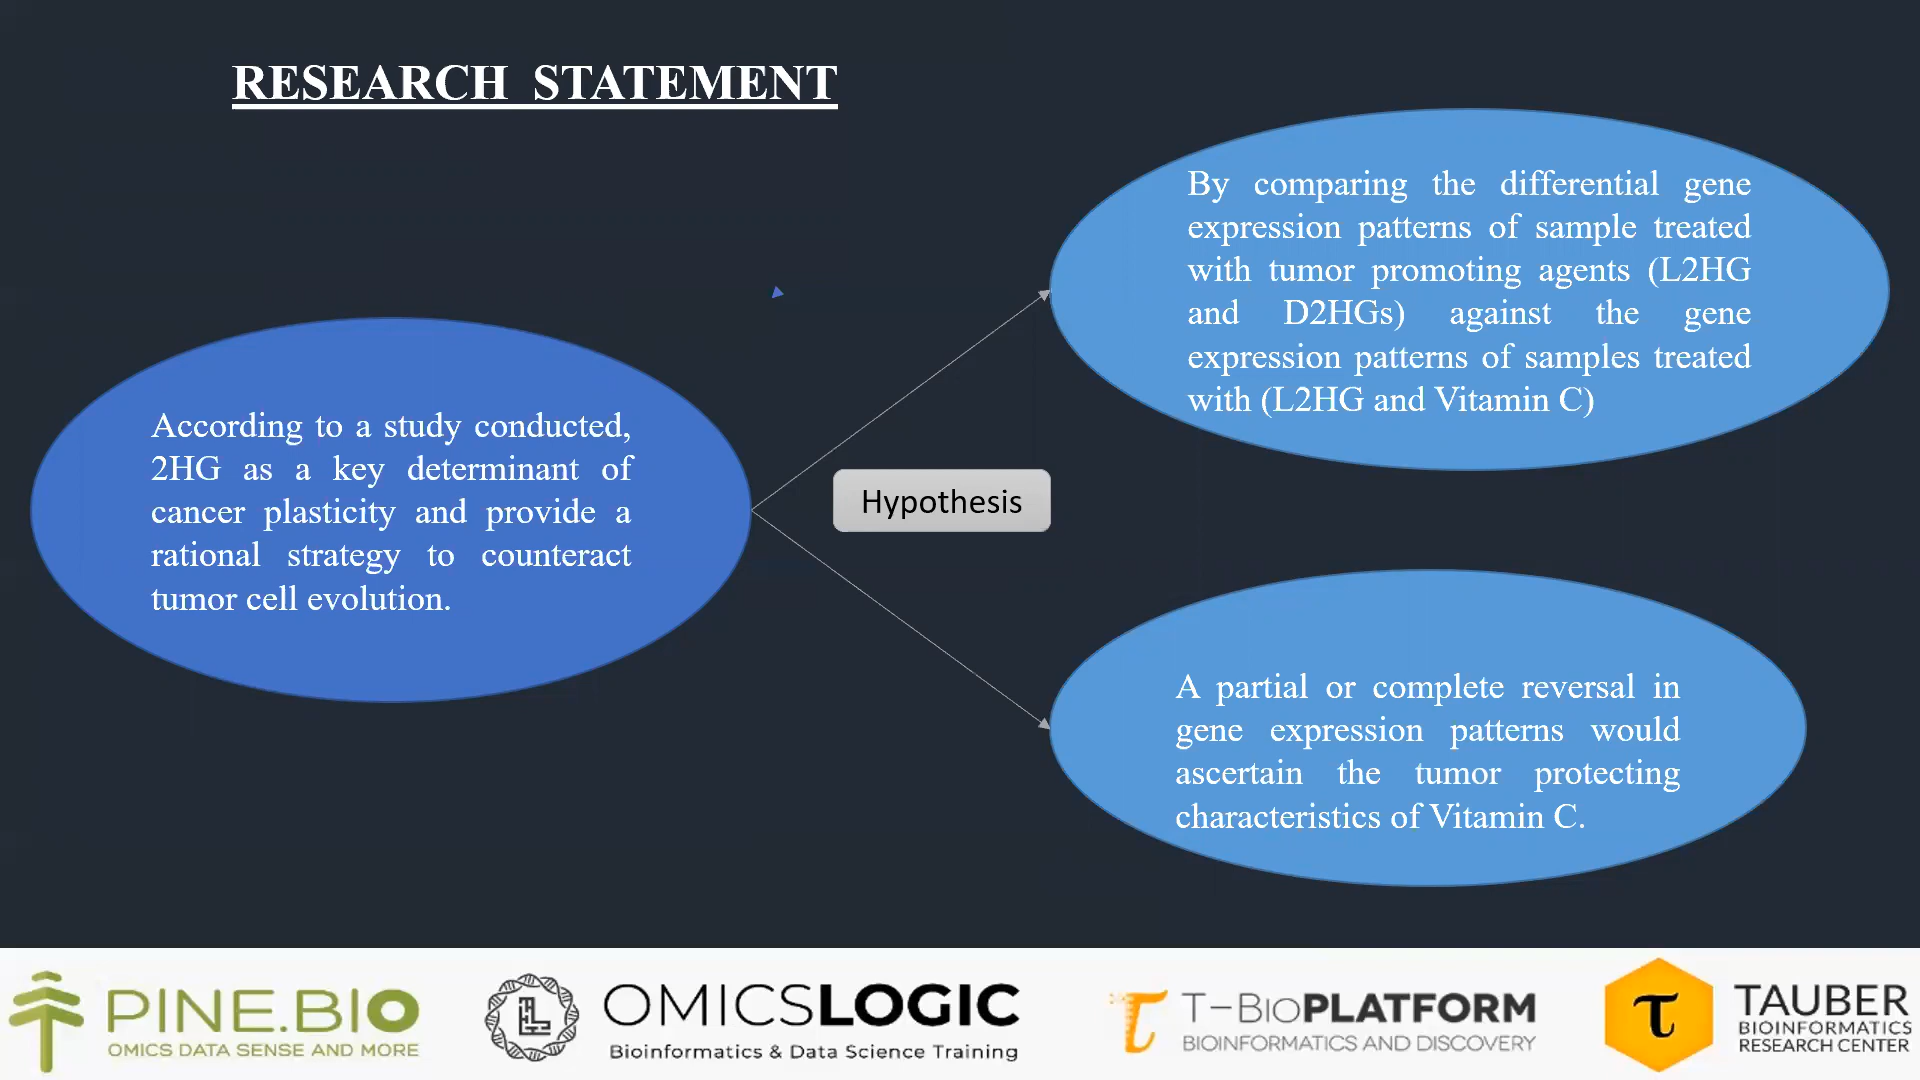 RESEARCH STATEMENT
According to a study conducted,
2HG as a key determinant of
cancer plasticity and provide a
rational strategy to counteract
tumor cell evolution.
Hypothesis
By comparing the differential gene
expression patterns of sample treated
with tumor promoting agents (L2HG
and D2HGs) against the gene
expression patterns of samples treated
with (L2HG and Vitamin C)
A partial or complete reversal in
gene expression patterns would
ascertain the tumor protecting
characteristics of Vitamin C.
PINE.BIO
OMICS DATA SENSE AND MORE
OMICSLOGIC
Bioinformatics & Data Science Training
T-BioPLATFORM
BIOINFORMATICS AND DISCOVERY
τ
TAUBER
BIOINFORMATICS
RESEARCH CENTER